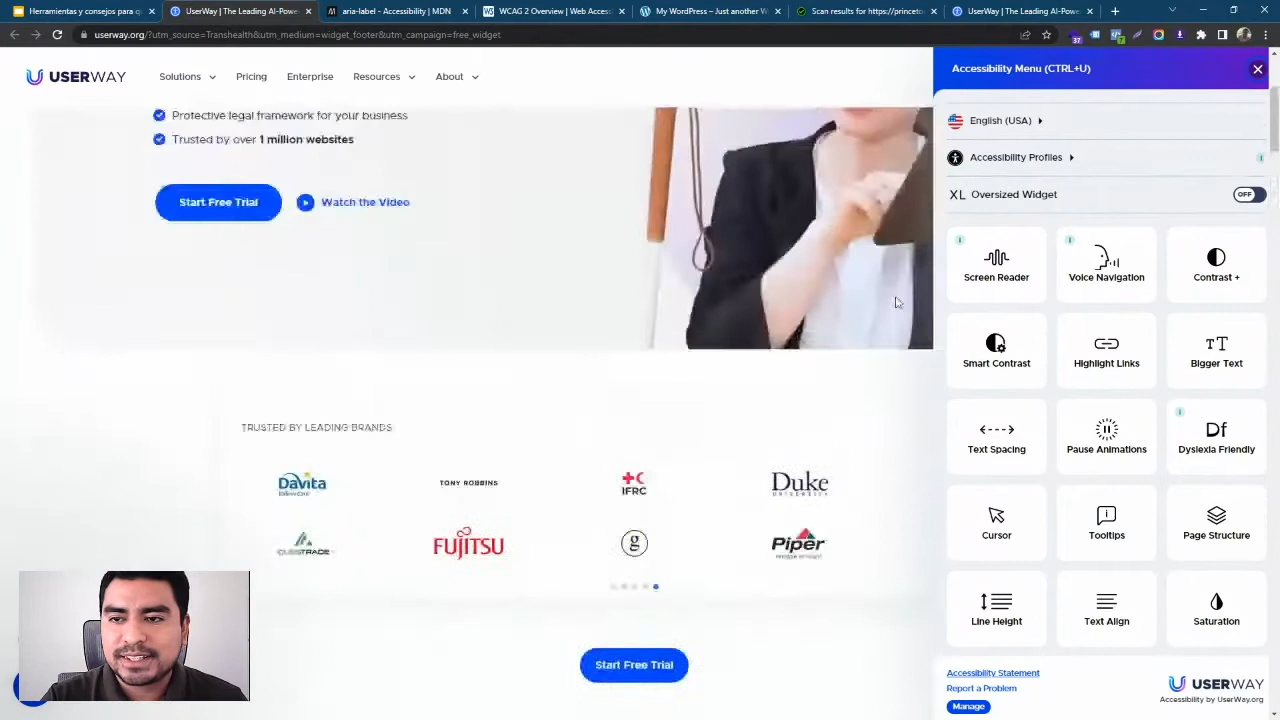 Herramientas y consejos para qu
UserWay | The Leading AI-Power
aria-label - Accessibility | MDN
WCAG 2 Overview | Web Access
My WordPress – Just another W
Scan results for https://princeto
UserWay | The Leading AI-Powe
userway.org/?utm_source=Transhealth&utm_medium=widget_footer&utm_campaign=free_widget
USERWAY
Solutions
Pricing
Enterprise
Resources
About
Protective legal framework for your business
Trusted by over 1 million websites
Start Free Trial
Watch the Video
TRUSTED BY LEADING BRANDS
DaVita
TONY ROBBINS
IFRC
Duke
UNIVERSITY
QUESTRADE
FUJITSU
g
Piper
Start Free Trial
Accessibility Menu (CTRL+U)
English (USA)
Accessibility Profiles
XL Oversized Widget
OFF
Screen Reader
Voice Navigation
Contrast +
Smart Contrast
Highlight Links
TT
Bigger Text
Text Spacing
Pause Animations
Df
Dyslexia Friendly
Cursor
Tooltips
Page Structure
Line Height
Text Align
Saturation
Accessibility Statement
Report a Problem
Manage
USERWAY
Accessibility by UserWay.org